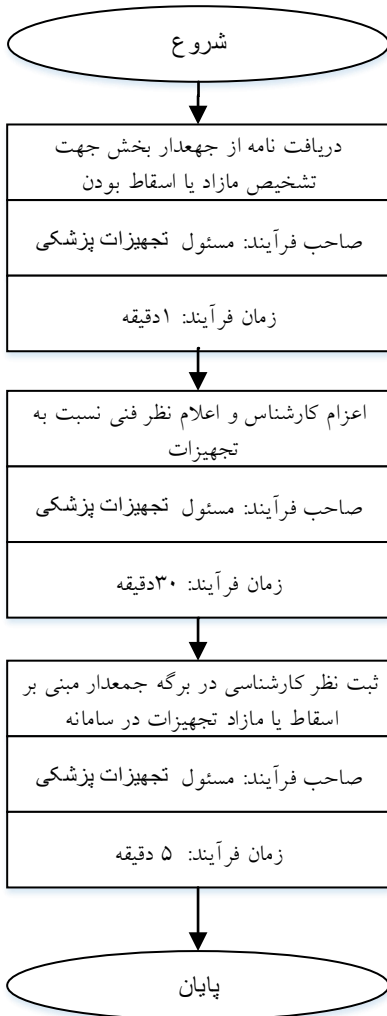 شروع
دریافت نامه از جهعدار بخش جهت
تشخیص مازاد یا اسقاط بودن
صاحب فرآیند: مسئول تجهیزات پزشکی
زمان فرآیند: ۱دقیقه
اعزام کارشناس و اعلام نظر فنی نسبت به
تجهیزات
صاحب فرآیند: مسئول تجهیزات پزشکی
زمان فرآیند: ۳۰دقیقه
ثبت نظر کارشناسی در برگه جمعدار مبنی بر
اسقاط یا مازاد تجهیزات در سامانه
صاحب فرآیند: مسئول تجهیزات پزشکی
زمان فرآیند: ۵ دقیقه
پایان